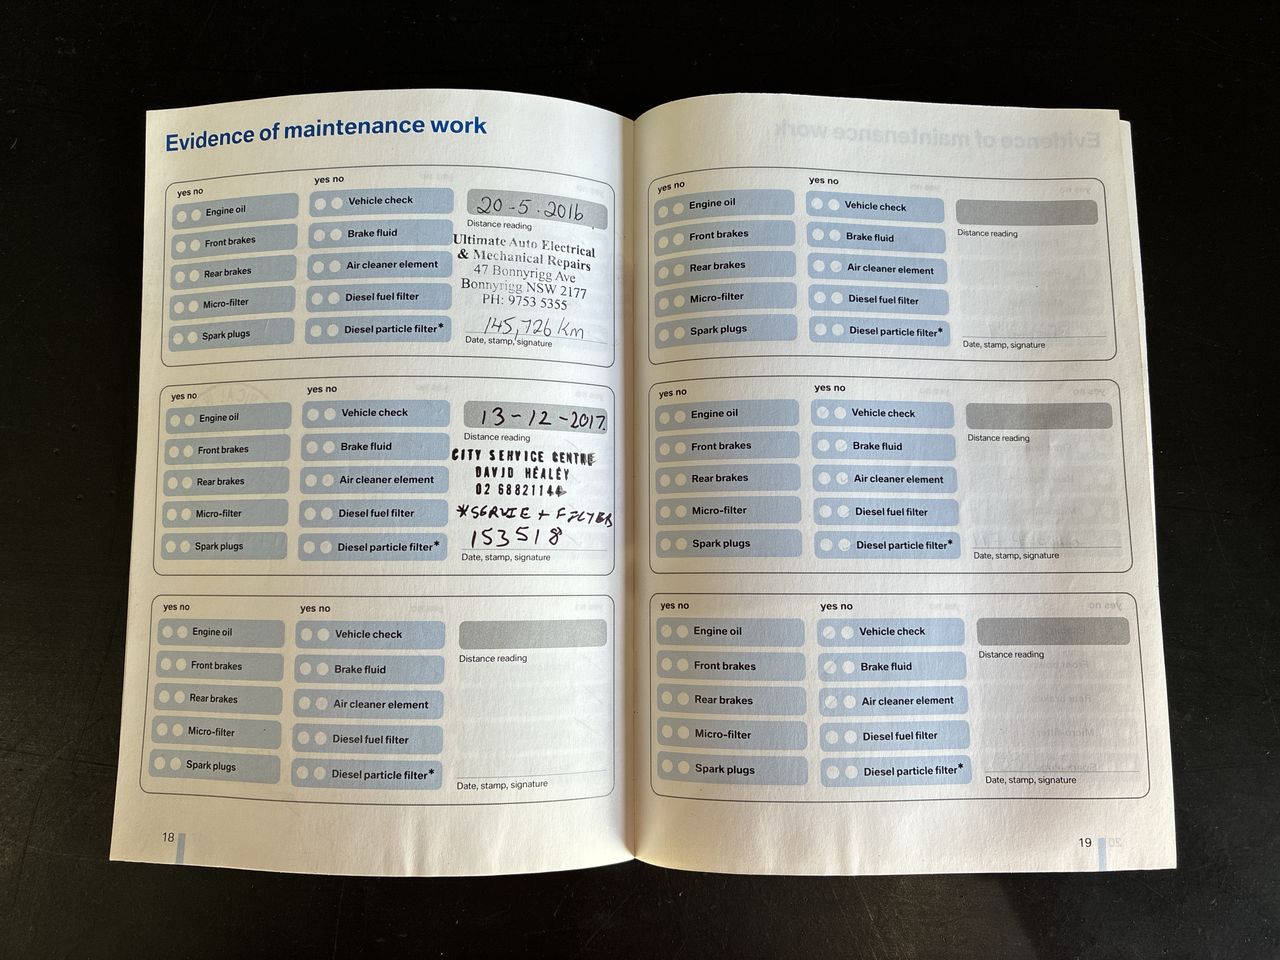 Evidence of maintenance work
yes no
yes no
Engine oil
Front brakes
Rear brakes
Micro-filter
Spark plugs
Vehicle check
Brake fluid
Air cleaner element
Diesel fuel filter
Diesel particle filter*
20-5.2016
Distance reading
Ultimate Auto Electrical
& Mechanical Repairs
47 Bonnyrigg Ave
Bonnyrigg NSW 2177
PH: 9753 5355
145,726 Km
Date, stamp, signature
yes no
yes no
Engine oil
Front brakes
Rear brakes
Micro-filter
Spark plugs
Vehicle check
Brake fluid
Air cleaner element
Diesel fuel filter
Diesel particle filter*
13-12-2017.
Distance reading
CITY SERVICE CENTRE
DAVID HEALEY
02 68821144
*SERVIE + FILTER
153518
Date, stamp, signature
yes no
yes no
Engine oil
Front brakes
Rear brakes
Micro-filter
Spark plugs
Vehicle check
Brake fluid
Air cleaner element
Diesel fuel filter
Diesel particle filter*
Distance reading
Date, stamp, signature
18
yes no
yes no
Engine oil
Front brakes
Rear brakes
Micro-filter
Spark plugs
Vehicle check
Brake fluid
Air cleaner element
Diesel fuel filter
Diesel particle filter*
Distance reading
Date, stamp, signature
yes no
yes no
Engine oil
Front brakes
Rear brakes
Micro-filter
Spark plugs
Vehicle check
Brake fluid
Air cleaner element
Diesel fuel filter
Diesel particle filter*
Distance reading
Date, stamp, signature
yes no
yes no
Engine oil
Front brakes
Rear brakes
Micro-filter
Spark plugs
Vehicle check
Brake fluid
Air cleaner element
Diesel fuel filter
Diesel particle filter*
Distance reading
Date, stamp, signature
19